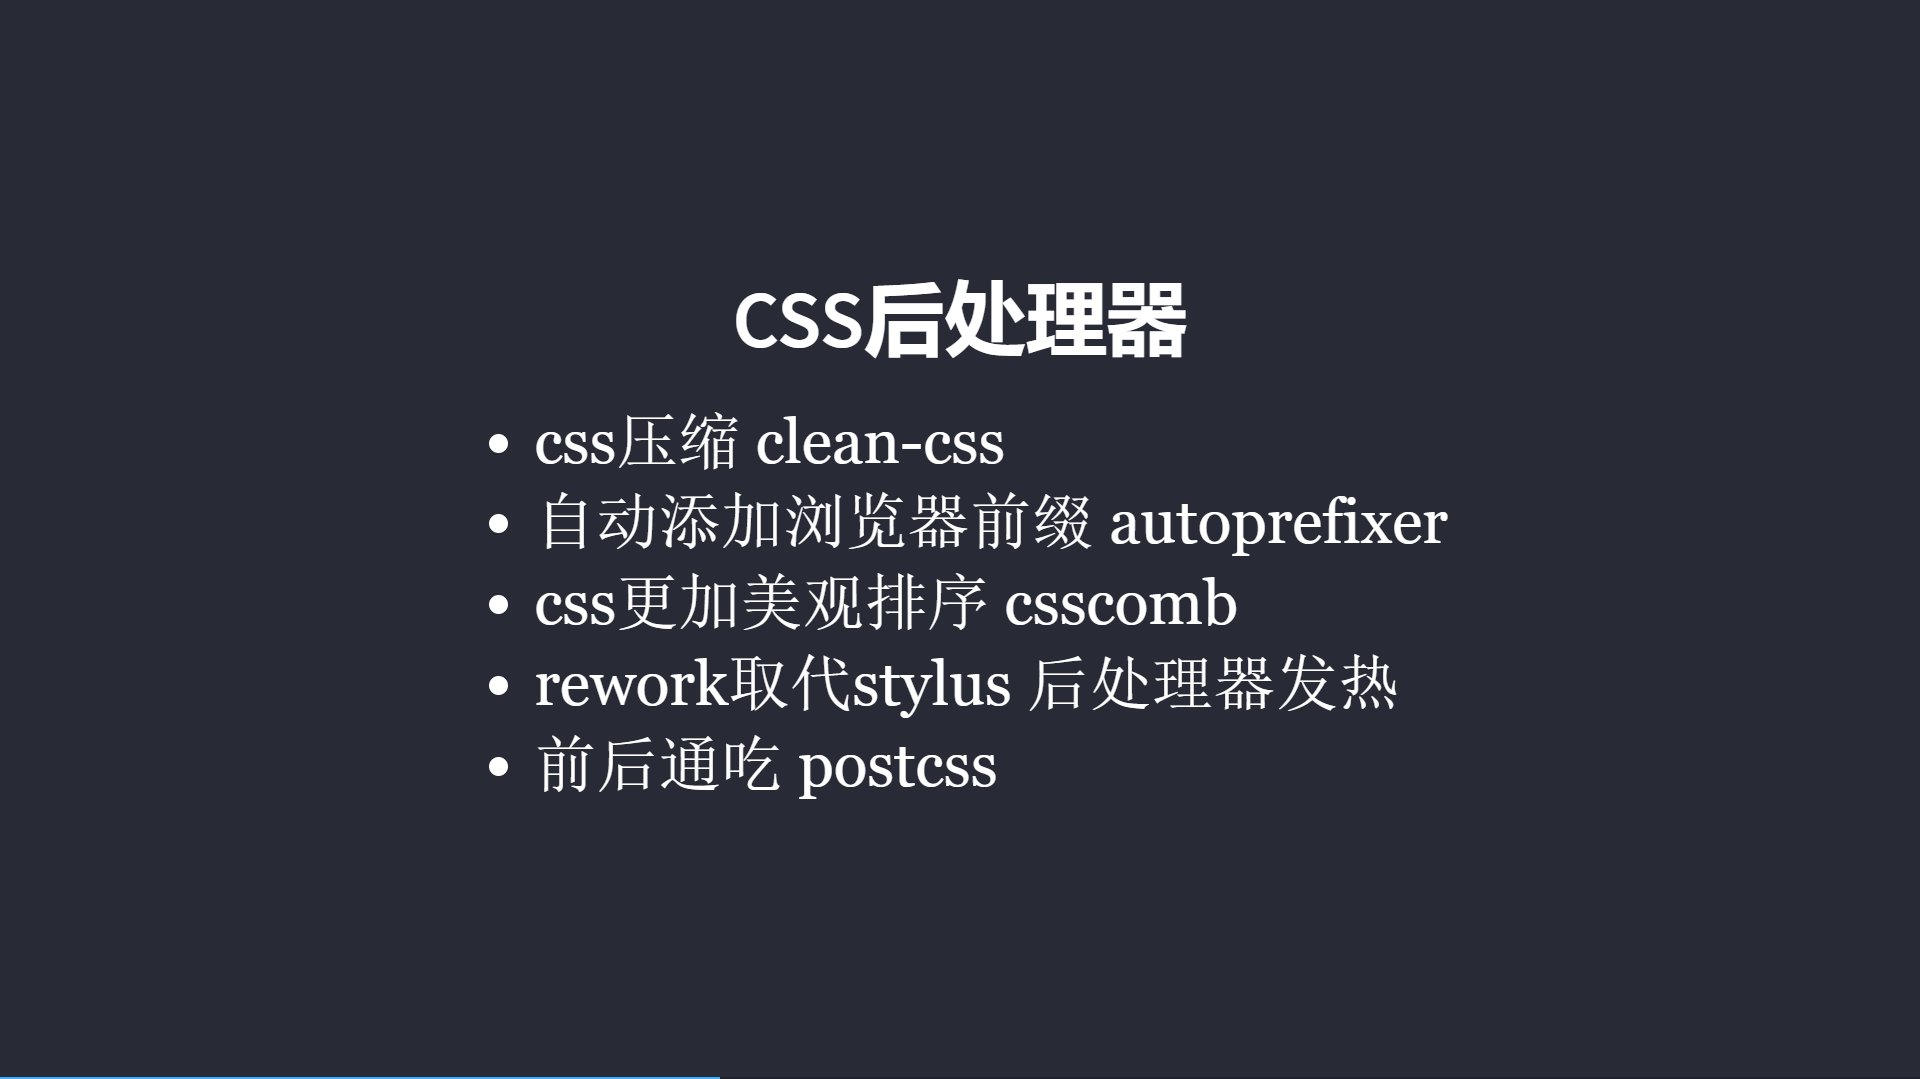 CSS后处理器
css压缩 clean-css
自动添加浏览器前缀 autoprefixer
css更加美观排序 csscomb
rework取代stylus 后处理器发热
前后通吃 postcss